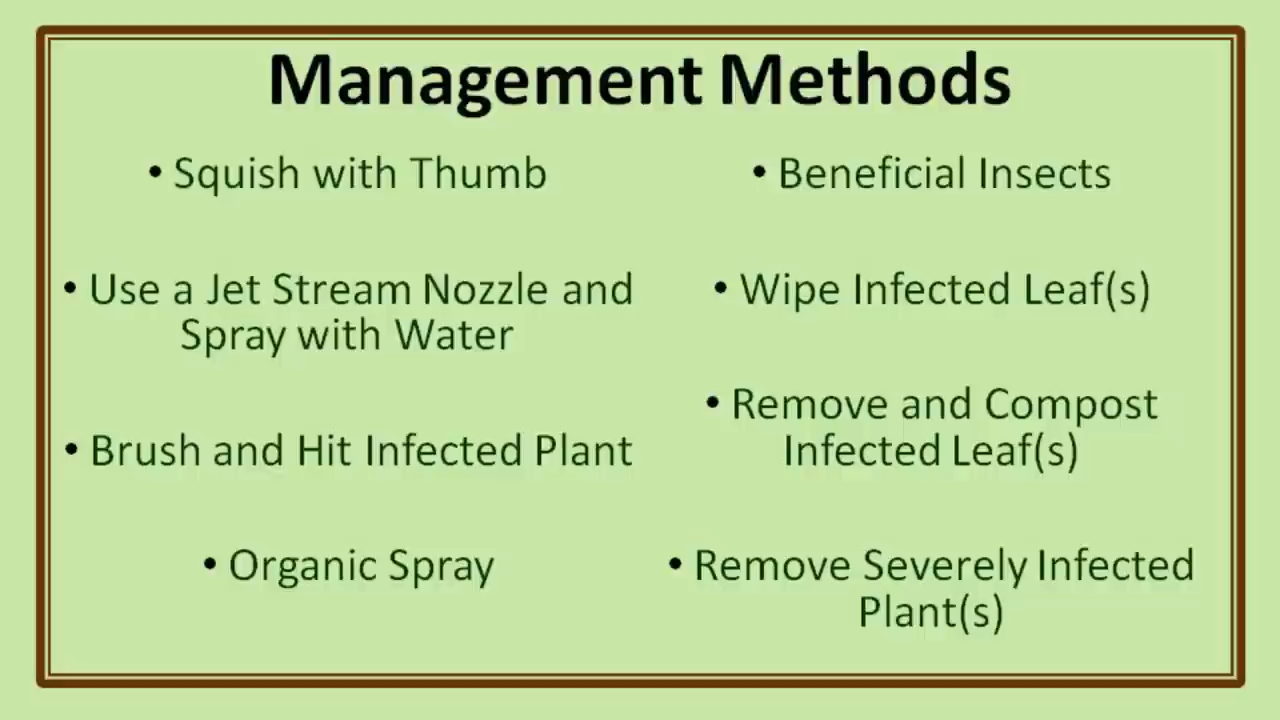 Management Methods
• Squish with Thumb
• Use a Jet Stream Nozzle and
Spray with Water
• Brush and Hit Infected Plant
• Organic Spray
• Beneficial Insects
• Wipe Infected Leaf(s)
• Remove and Compost
Infected Leaf(s)
• Remove Severely Infected
Plant(s)